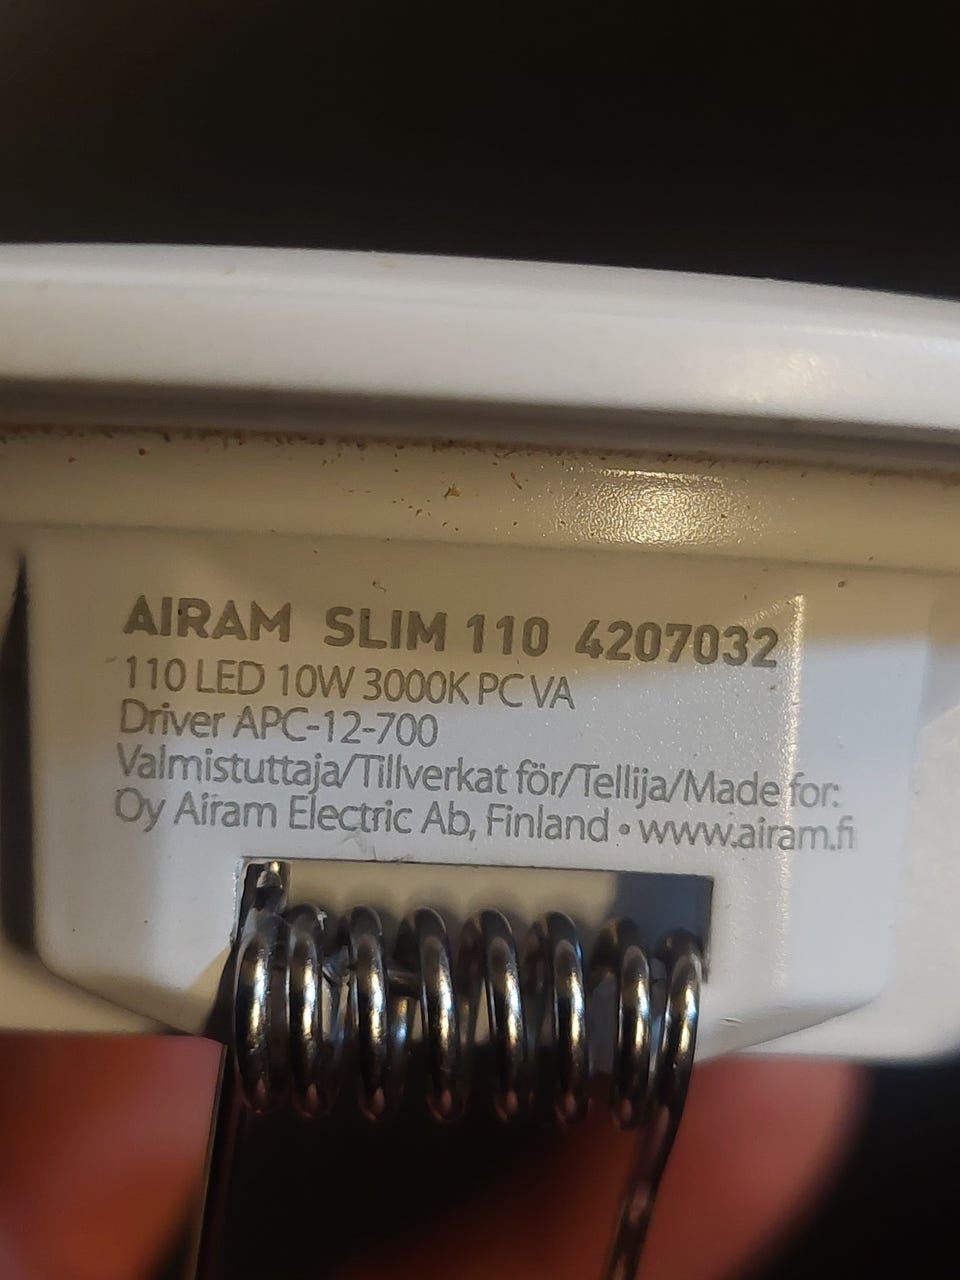 AIRAM SLIM 110 4207032
110 LED 10W 3000K PC VA
Driver APC-12-700
Valmistuttaja/Tillverkat för/Tellija/Made for:
Oy Airam Electric Ab, Finland • www.airam.fi